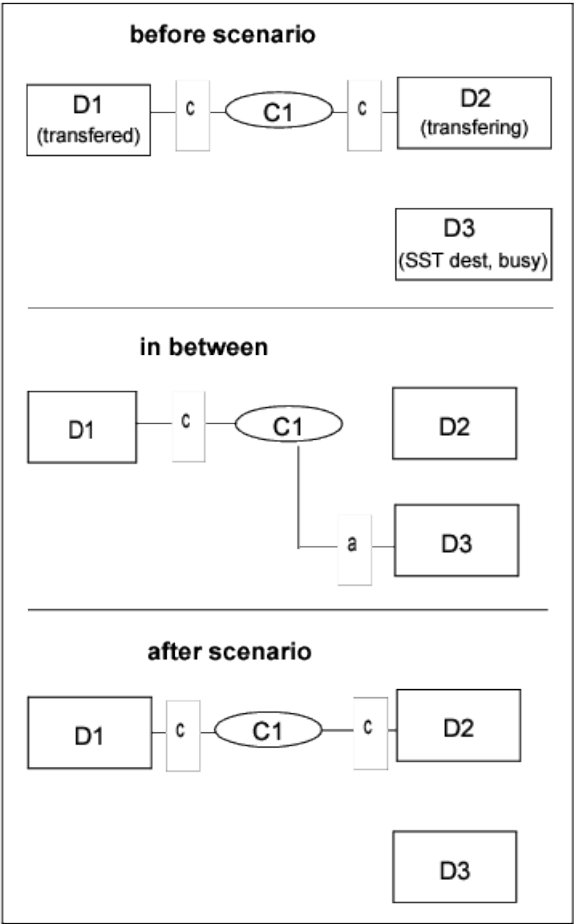 before scenario
D1
(transfered)
c
C1
c
D2
(transfering)
D3
(SST dest, busy)
in between
D1
c
C1
D2
a
D3
after scenario
D1
c
C1
c
D2
D3